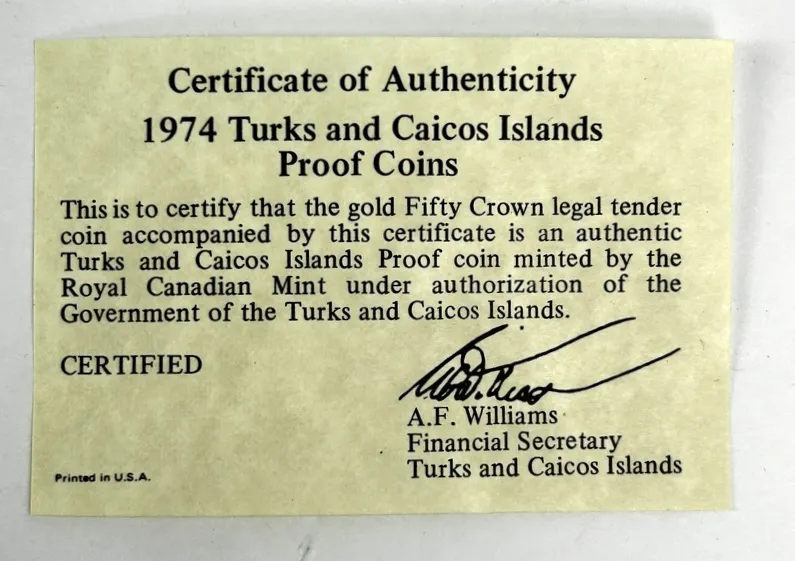 Certificate of Authenticity
1974 Turks and Caicos Islands
Proof Coins
This is to certify that the gold Fifty Crown legal tender
coin accompanied by this certificate is an authentic
Turks and Caicos Islands Proof coin minted by the
Royal Canadian Mint under authorization of the
Government of the Turks and Caicos Islands.
CERTIFIED
A.F. Williams
Financial Secretary
Turks and Caicos Islands
Printed in U.S.A.